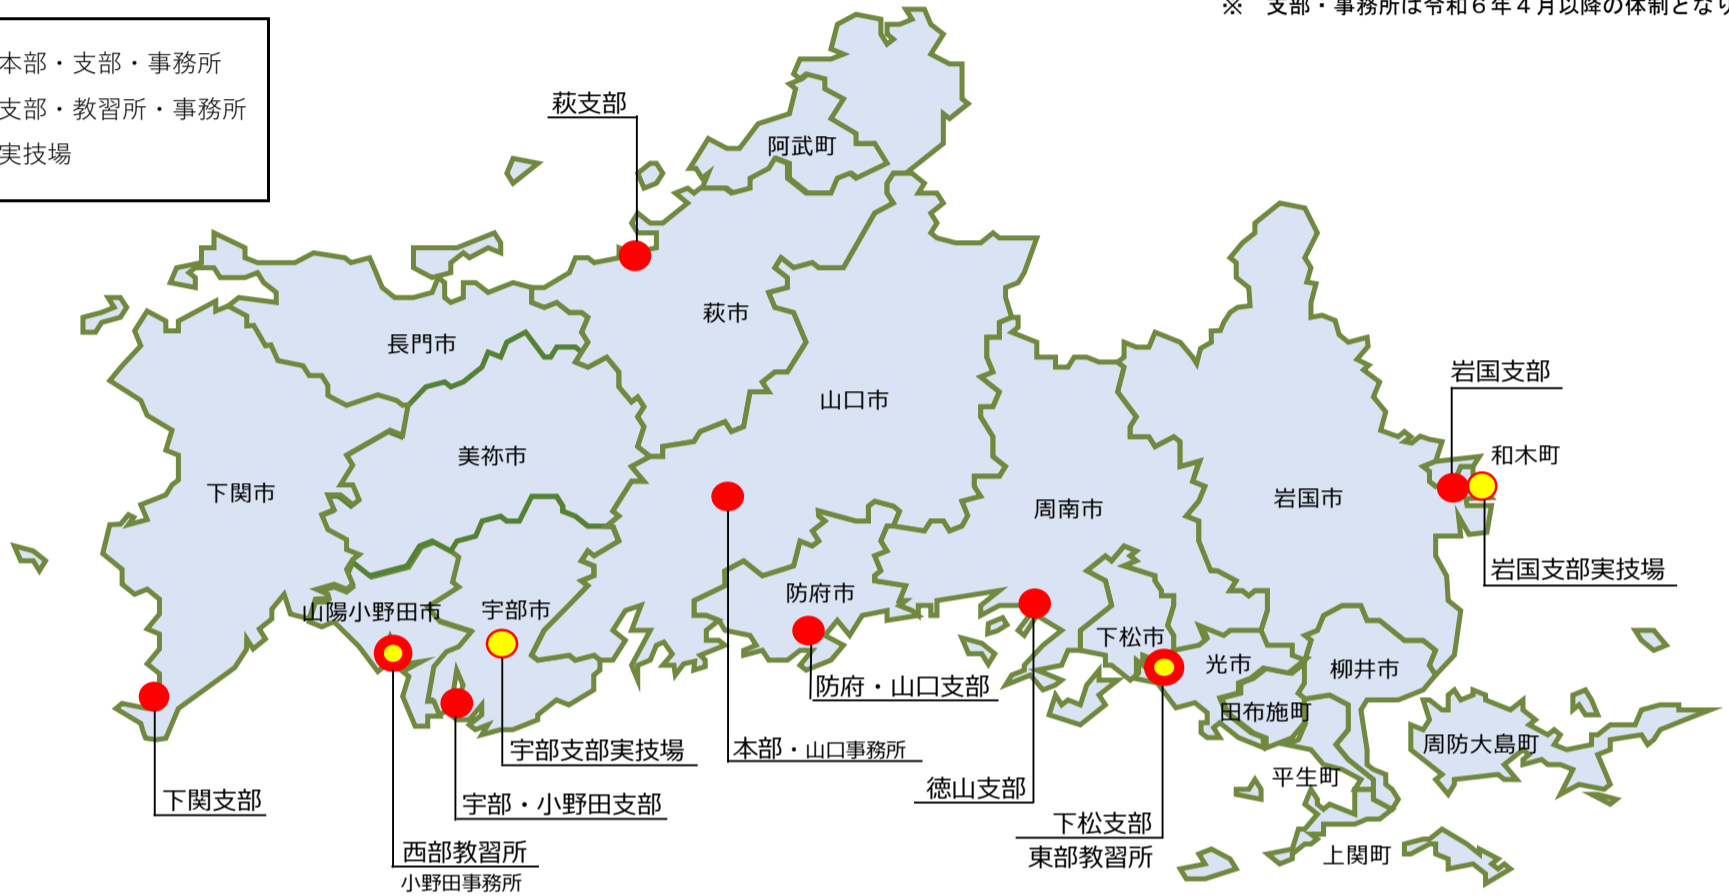 ※　支部・事務所は令和６年４月以降の体制となり
本部・支部・事務所
支部・教習所・事務所
実技場
萩支部
阿武町
萩市
長門市
山口市
岩国支部
美祢市
和木町
下関市
岩国市
周南市
岩国支部実技場
防府市
山陽小野田市
宇部市
下松市
光市
柳井市
防府・山口支部
田布施町
周防大島町
宇部支部実技場
本部・山口事務所
平生町
徳山支部
下関支部
宇部・小野田支部
下松支部
東部教習所
上関町
西部教習所
小野田事務所